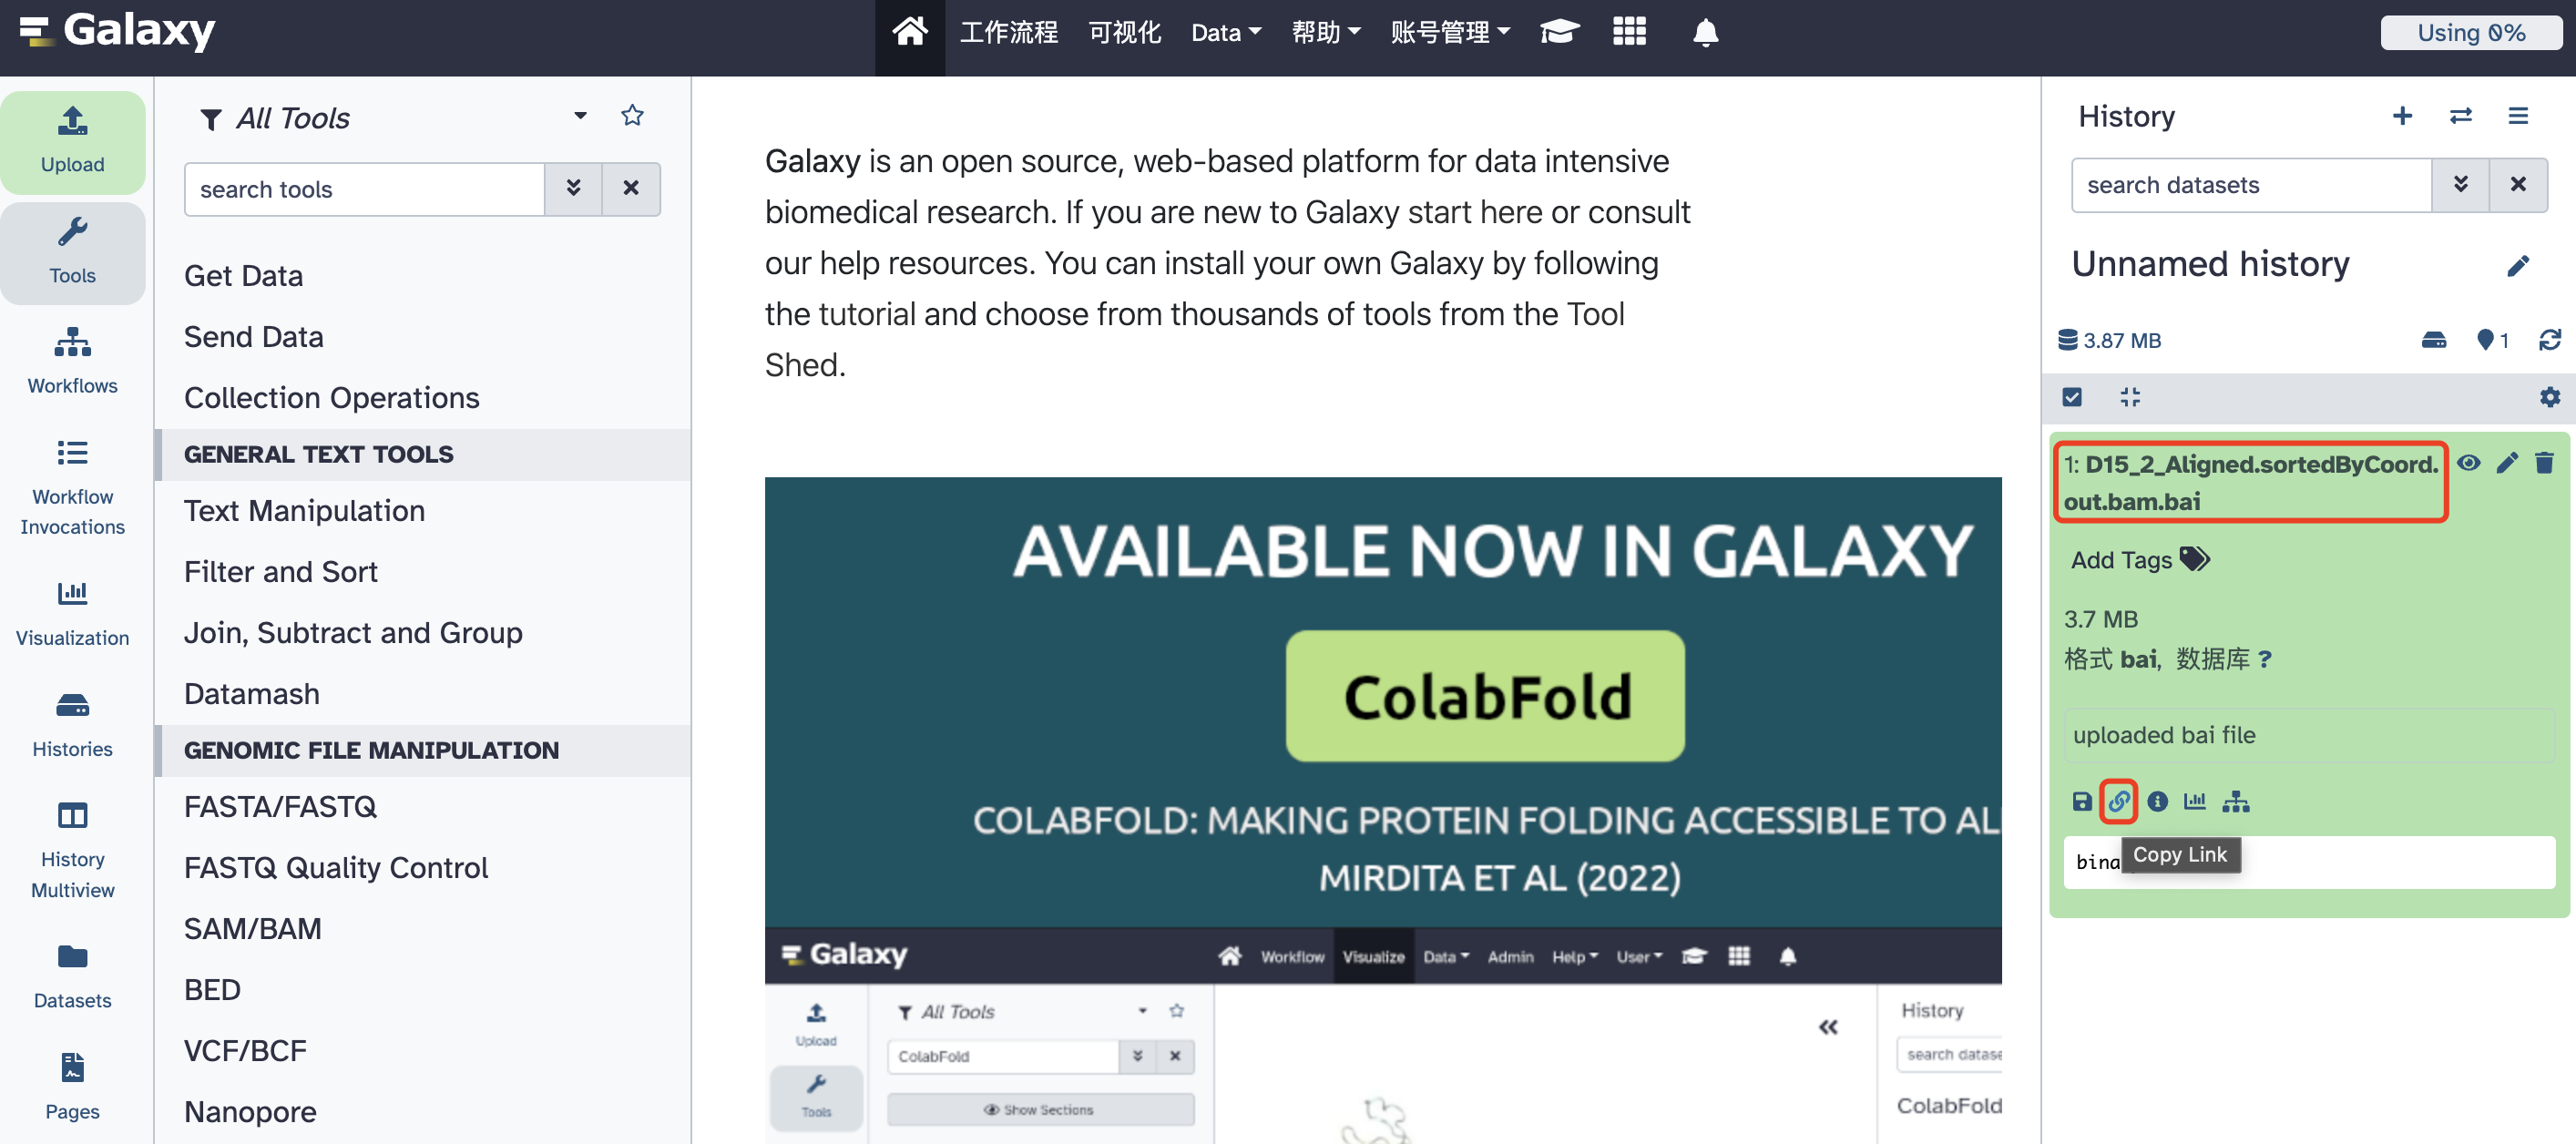 Galaxy
工作流程
可视化
Data
帮助
账号管理
Using 0%
Upload
Tools
Workflows
Workflow
Invocations
Visualization
Histories
History
Multiview
Datasets
Pages
All Tools
search tools
Get Data
Send Data
Collection Operations
GENERAL TEXT TOOLS
Text Manipulation
Filter and Sort
Join, Subtract and Group
Datamash
GENOMIC FILE MANIPULATION
FASTA/FASTQ
FASTQ Quality Control
SAM/BAM
BED
VCF/BCF
Nanopore
Galaxy is an open source, web-based platform for data intensive
biomedical research. If you are new to Galaxy start here or consult
our help resources. You can install your own Galaxy by following
the tutorial and choose from thousands of tools from the Tool
Shed.
AVAILABLE NOW IN GALAXY
ColabFold
COLABFOLD: MAKING PROTEIN FOLDING ACCESSIBLE TO AL
MIRDITA ET AL (2022)
Galaxy
Workflow
Visualize
Data
Admin
Help
User
Upload
Tools
All Tools
ColabFold
Show Sections
History
search datase
ColabFold
History
search datasets
Unnamed history
3.87 MB
1
1: D15_2_Aligned.sortedByCoord.
out.bam.bai
Add Tags
3.7 MB
格式 bai, 数据库 ?
uploaded bai file
bina
Copy Link